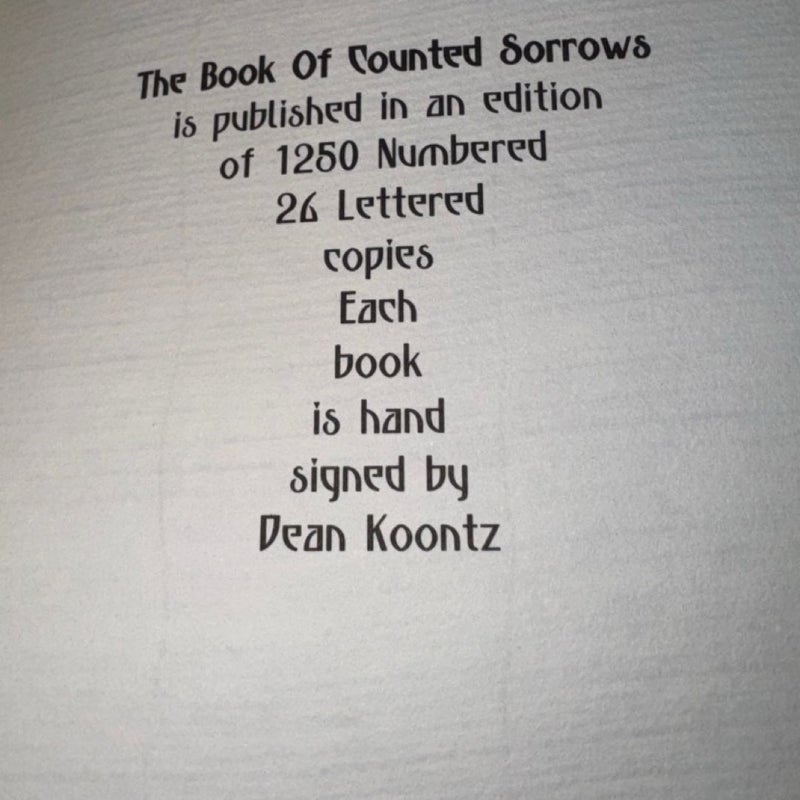 The Book Of Counted Sorrows
is published in an edition
of 1250 Numbered
26 Lettered
copies
Each
book
is hand
signed by
Dean Koontz